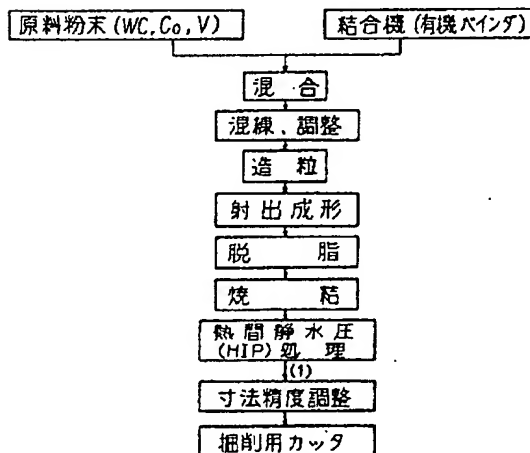 原料粉末(WC,Co,V)
結合機(有機バインダ)
混合
混練、調整
造粒
射出成形
脱脂
焼結
熱間静水圧
(HIP)処理
(1)
寸法精度調整
掘削用カッタ